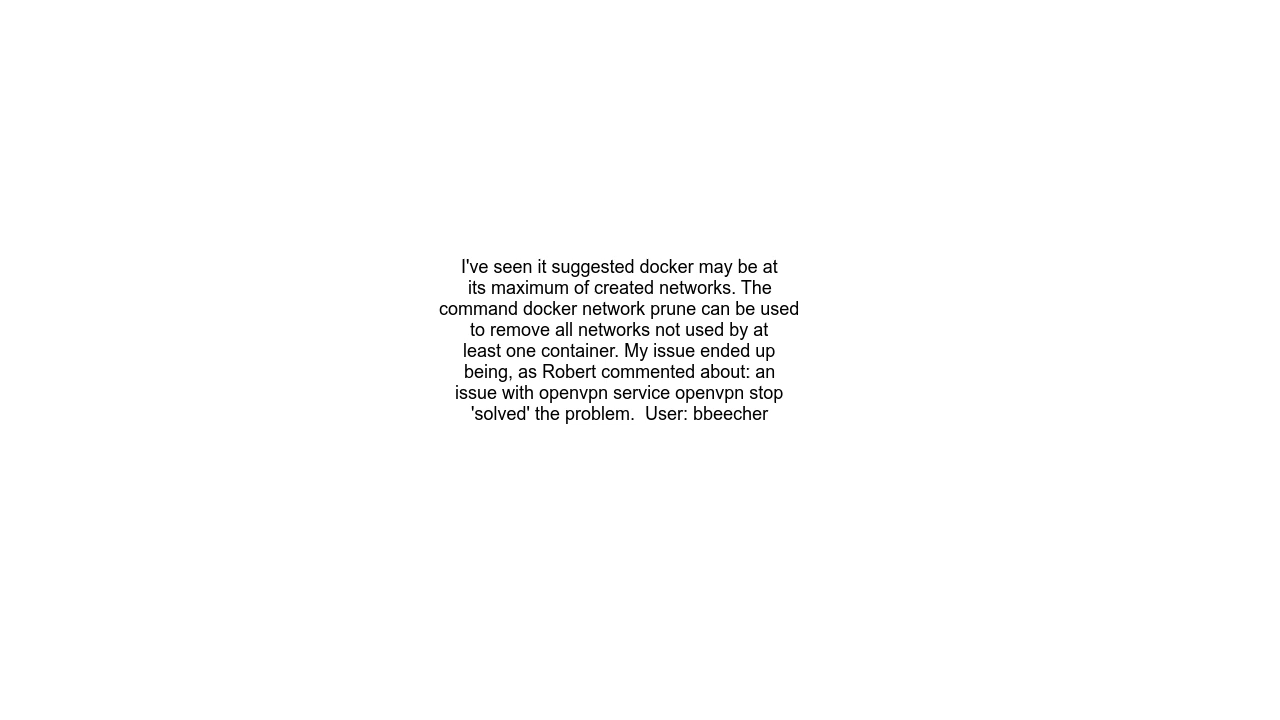 I've seen it suggested docker may be at
its maximum of created networks. The
command docker network prune can be used
to remove all networks not used by at
least one container. My issue ended up
being, as Robert commented about: an
issue with openvpn service openvpn stop
'solved' the problem.  User: bbeecher